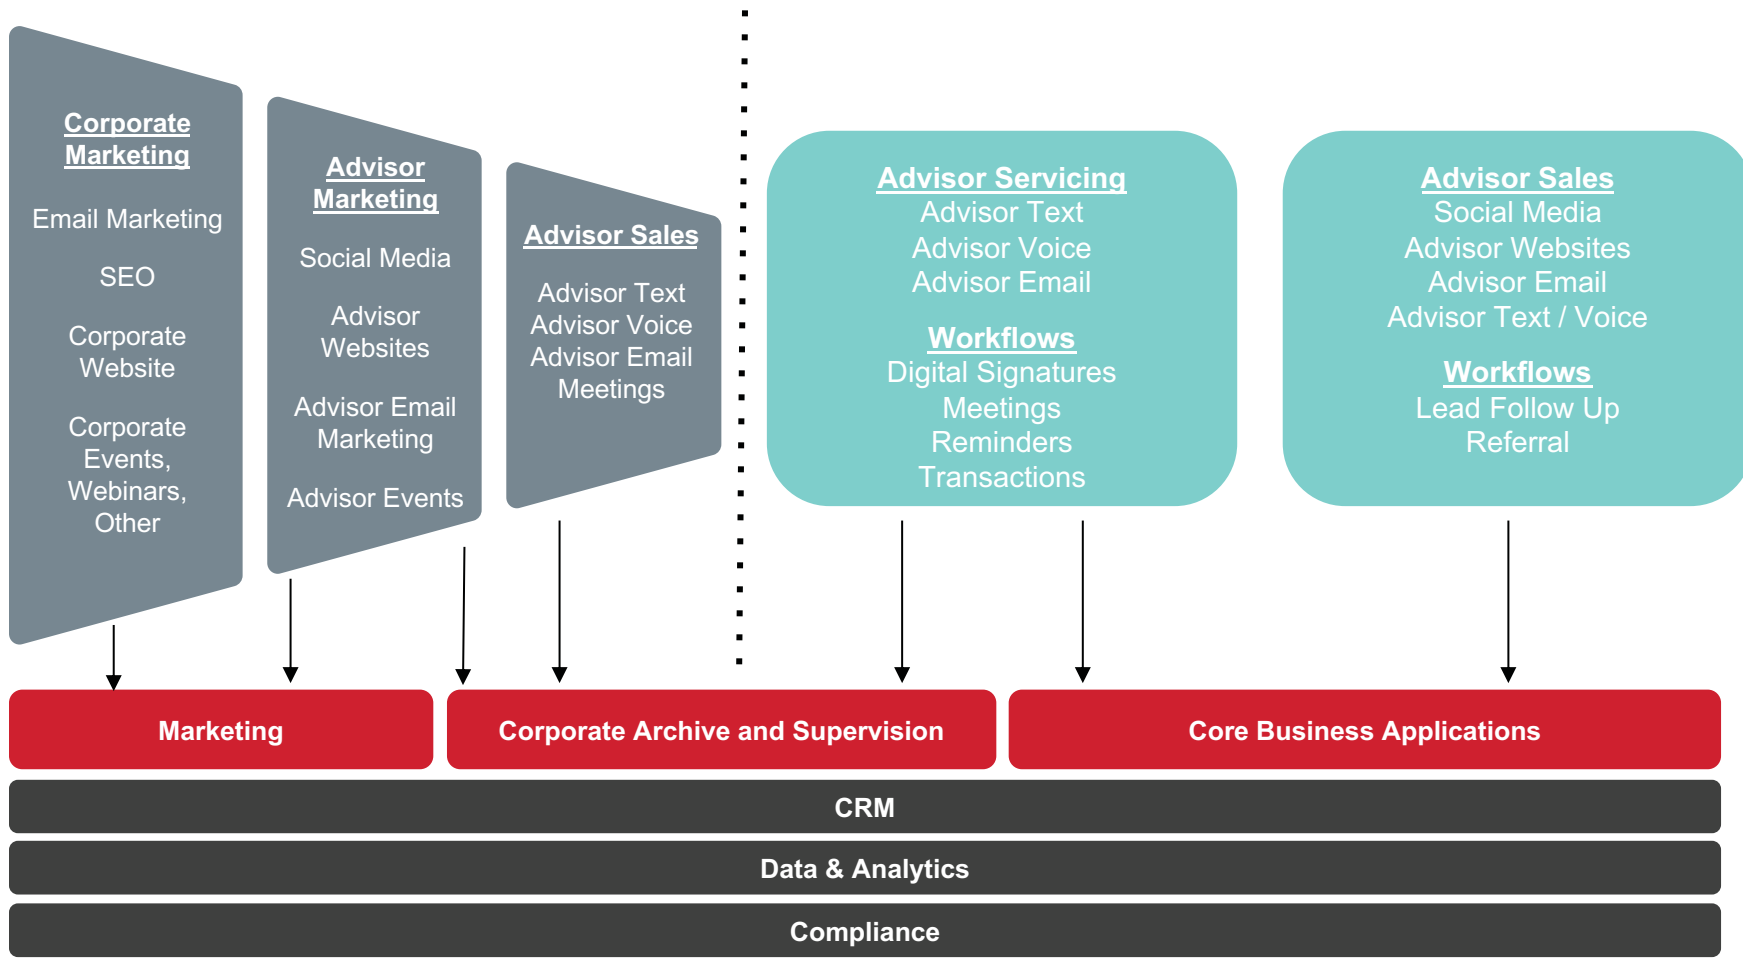 Corporate
Marketing
Email Marketing
SEO
Corporate
Website
Corporate
Events,
Webinars,
Other
Advisor
Marketing
Social Media
Advisor
Websites
Advisor Email
Marketing
Advisor Events
Advisor Sales
Advisor Text
Advisor Voice
Advisor Email
Meetings
Advisor Servicing
Advisor Text
Advisor Voice
Advisor Email
Workflows
Digital Signatures
Meetings
Reminders
Transactions
Advisor Sales
Social Media
Advisor Websites
Advisor Email
Advisor Text / Voice
Workflows
Lead Follow Up
Referral
Marketing
Corporate Archive and Supervision
Core Business Applications
CRM
Data & Analytics
Compliance